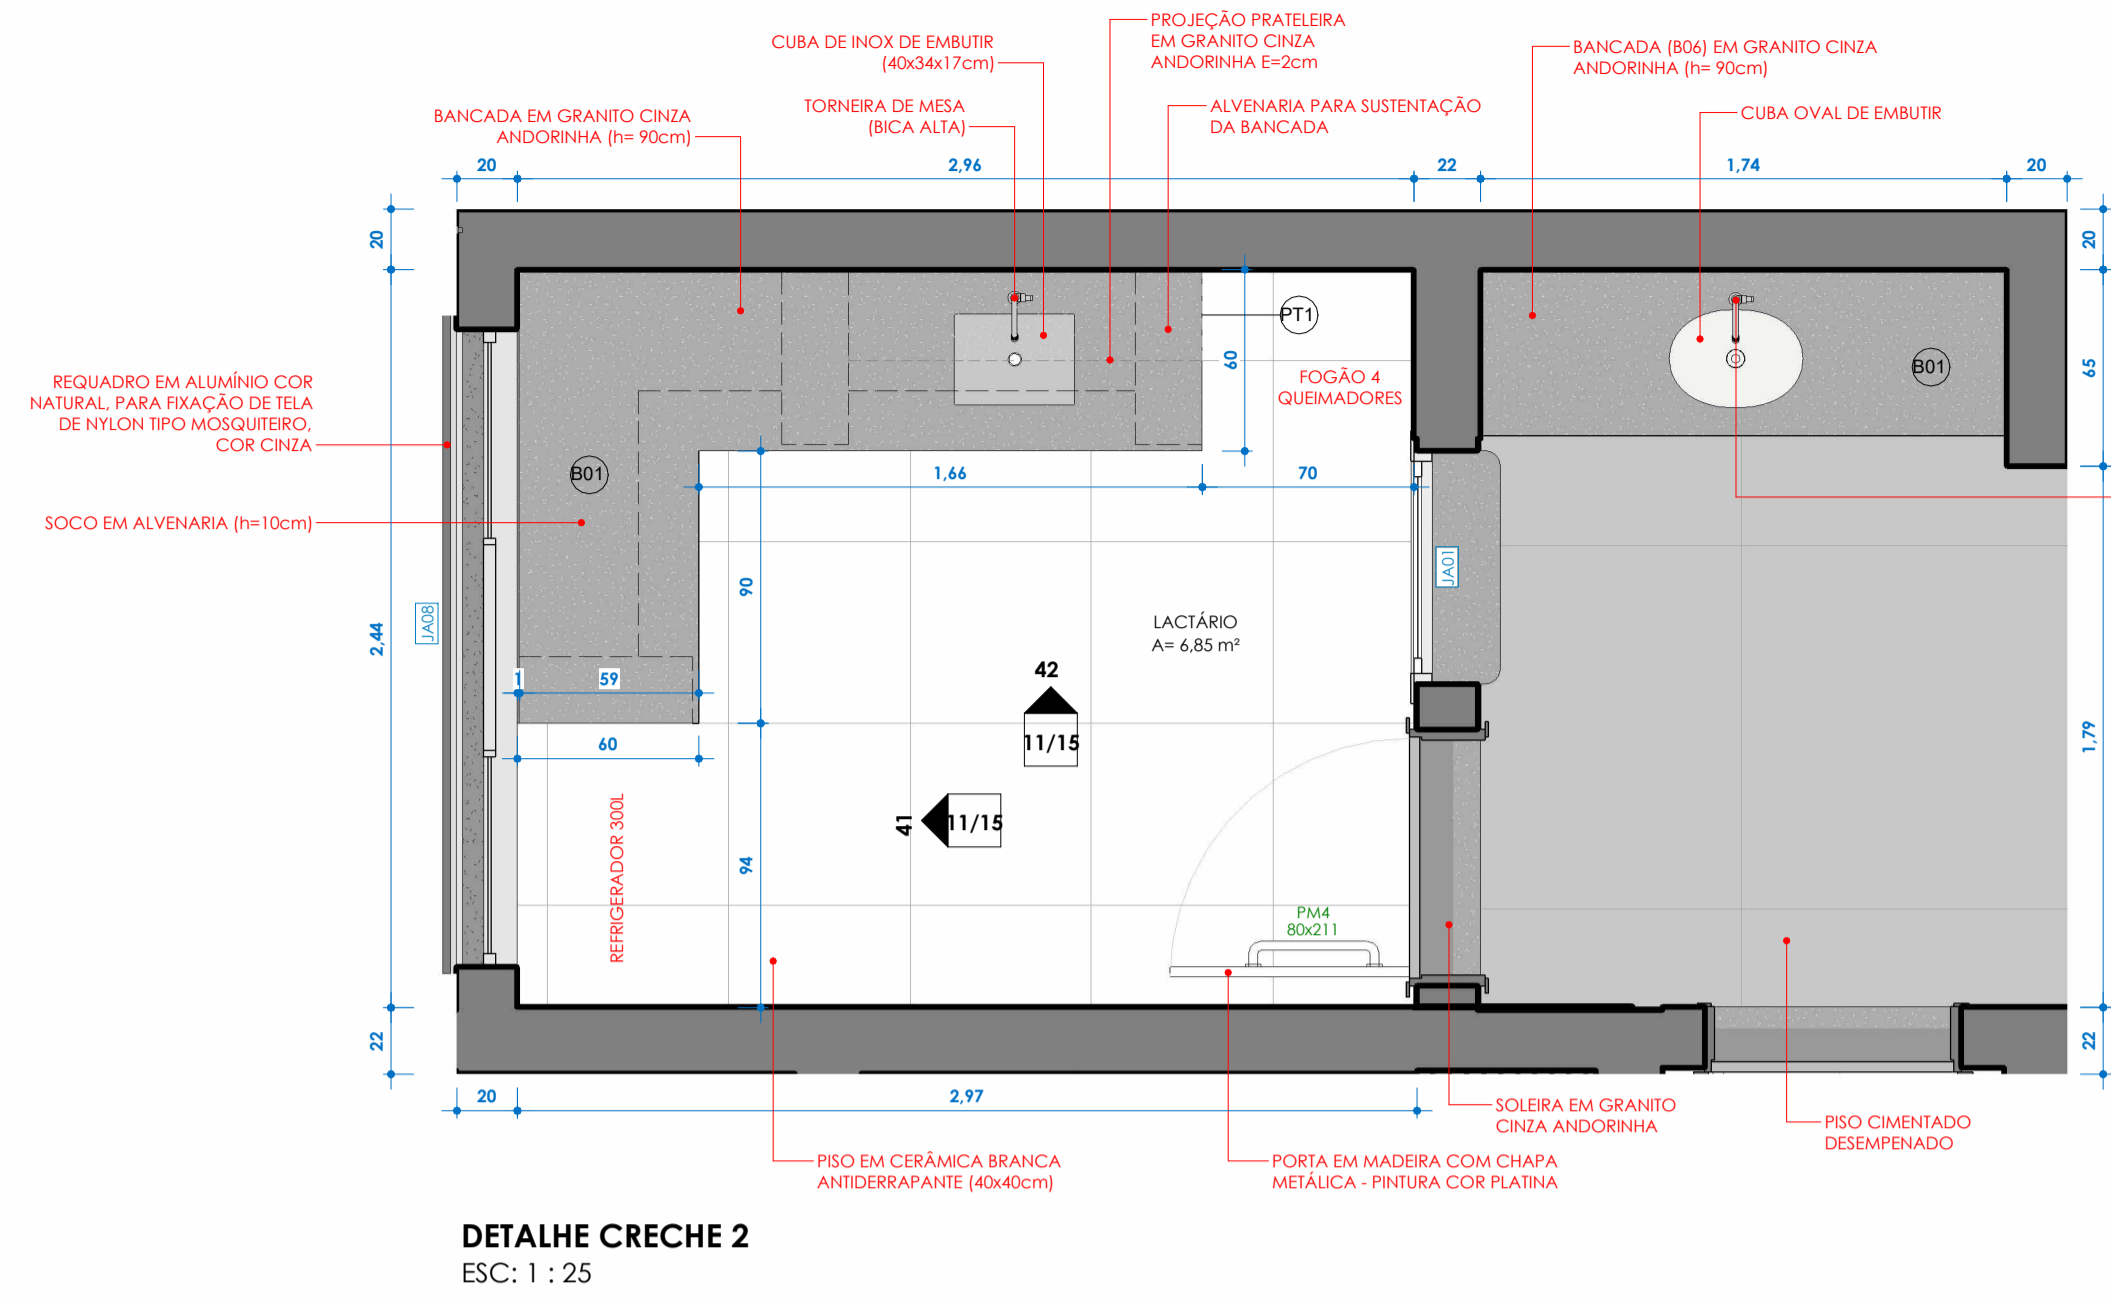 PROJEÇÃO PRATELEIRA
EM GRANITO CINZA
ANDORINHA E=2cm
CUBA DE INOX DE EMBUTIR
(40x34x17cm)
BANCADA (B06) EM GRANITO CINZA
ANDORINHA (h= 90cm)
TORNEIRA DE MESA
(BICA ALTA)
ALVENARIA PARA SUSTENTAÇÃO
DA BANCADA
CUBA OVAL DE EMBUTIR
BANCADA EM GRANITO CINZA
ANDORINHA (h= 90cm)
20
2,96
22
1,74
20
20
20
PT1
60
65
B01
FOGÃO 4
QUEIMADORES
REQUADRO EM ALUMÍNIO COR
NATURAL, PARA FIXAÇÃO DE TELA
DE NYLON TIPO MOSQUITEIRO,
COR CINZA
B01
1,66
70
SOCO EM ALVENARIA (h=10cm)
JA01
90
JA08
2,44
LACTÁRIO
A= 6,85 m²
42
1
59
11/15
60
1,79
41
11/15
REFRIGERADOR 300L
94
PM4
80x211
22
22
20
2,97
SOLEIRA EM GRANITO
CINZA ANDORINHA
PISO CIMENTADO
DESEMPENADO
PISO EM CERÂMICA BRANCA
ANTIDERRAPANTE (40x40cm)
PORTA EM MADEIRA COM CHAPA
METÁLICA - PINTURA COR PLATINA
DETALHE CRECHE 2
ESC: 1 : 25